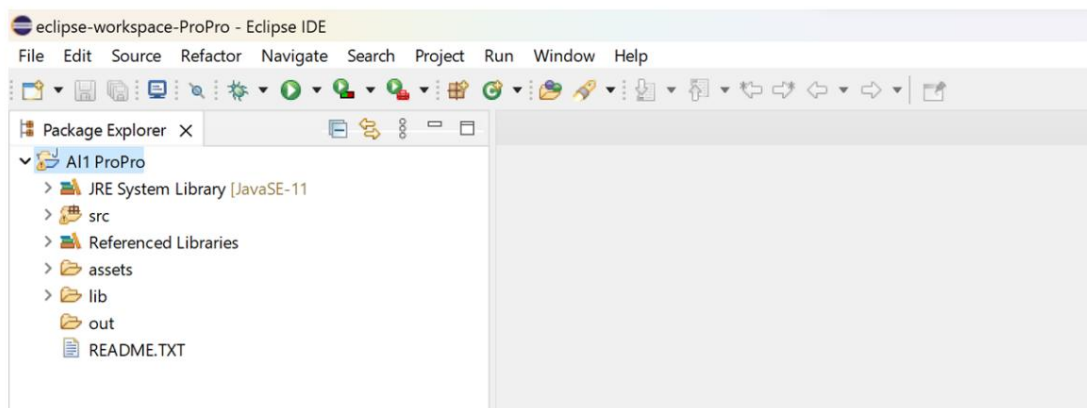 eclipse-workspace-ProPro - Eclipse IDE
File Edit Source Refactor Navigate Search Project Run Window Help
Package Explorer
AI1 ProPro
JRE System Library [JavaSE-11
src
Referenced Libraries
assets
lib
out
README.TXT